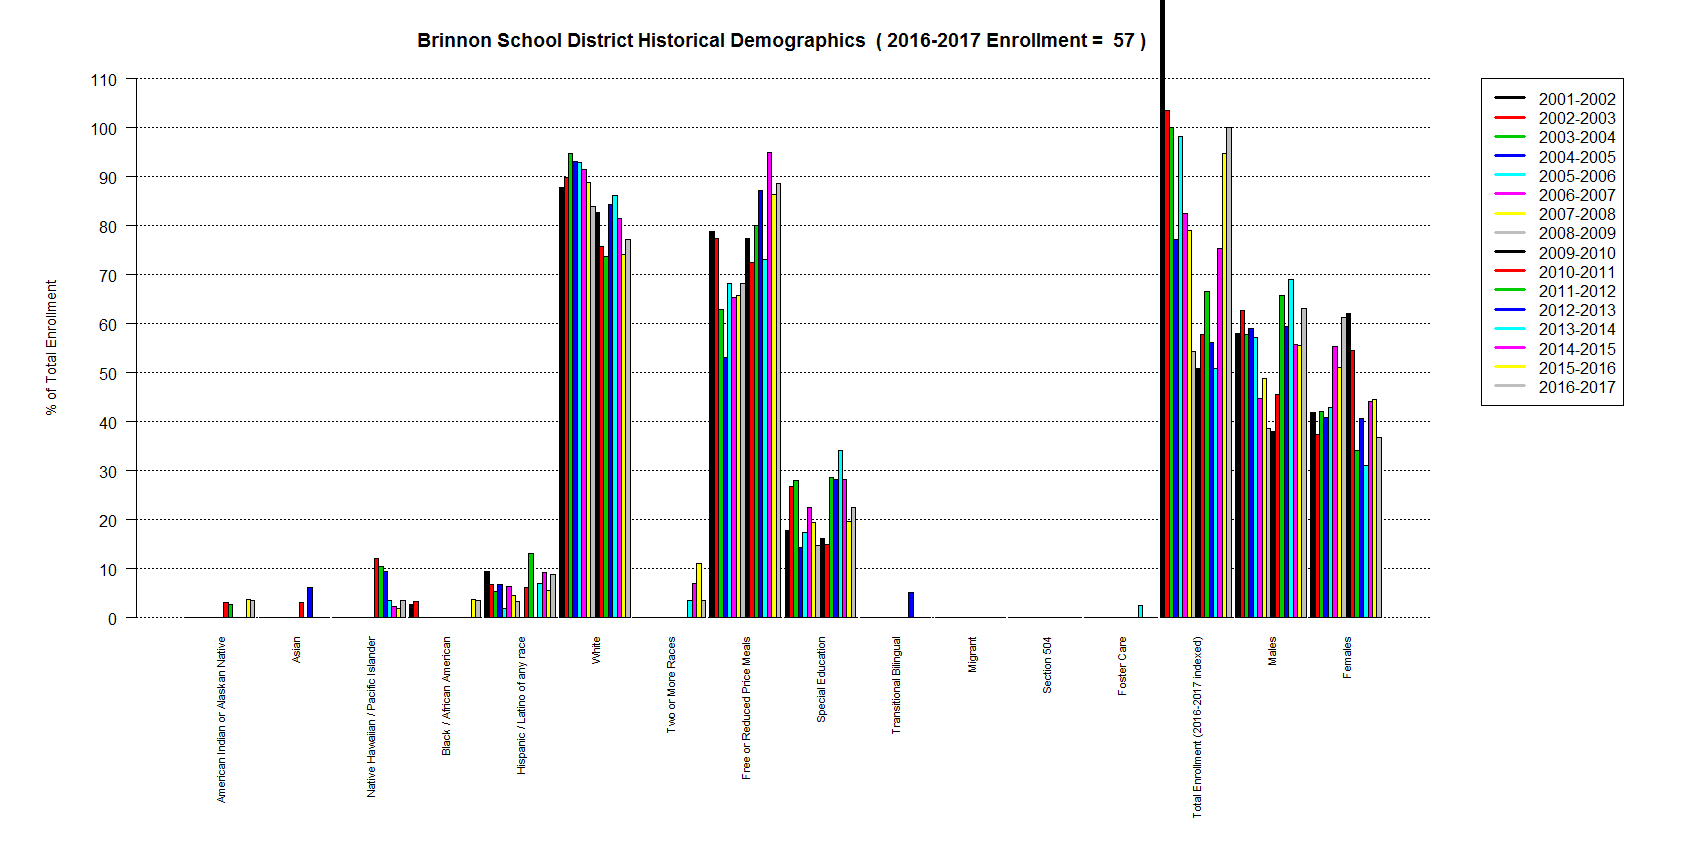 Brinnon School District Historical Demographics ( 2016-2017 Enrollment = 57 )
% of Total Enrollment
110
100
90
80
70
60
50
40
30
20
10
0
American Indian or Alaskan Native
Asian
Native Hawaiian / Pacific Islander
Black / African American
Hispanic / Latino of any race
White
Two or More Races
Free or Reduced Price Meals
Special Education
Transitional Bilingual
Migrant
Section 504
Foster Care
Total Enrollment (2016-2017 indexed)
Males
Females
2001-2002
2002-2003
2003-2004
2004-2005
2005-2006
2006-2007
2007-2008
2008-2009
2009-2010
2010-2011
2011-2012
2012-2013
2013-2014
2014-2015
2015-2016
2016-2017